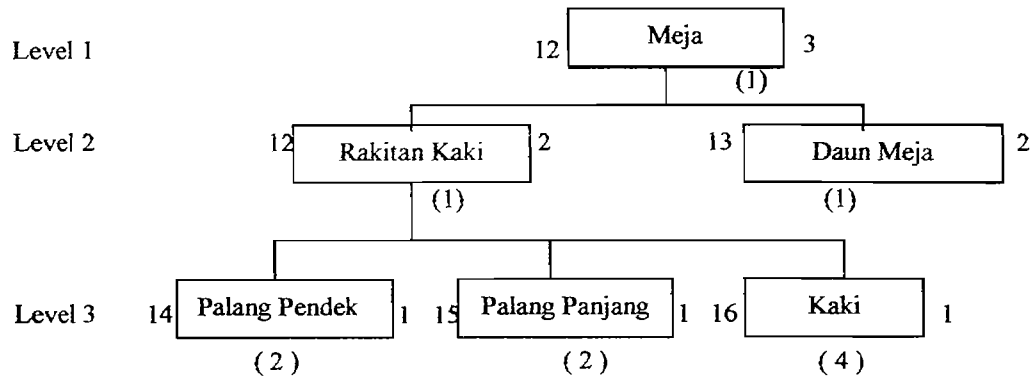 Level 1 12 Meja 3
(1)
Level 2 12 Rakitan Kaki 2 13 Daun Meja 2
(1) (1)
Level 3 14 Palang Pendek 1 15 Palang Panjang 1 16 Kaki 1
( 2 ) ( 2 ) ( 4 )